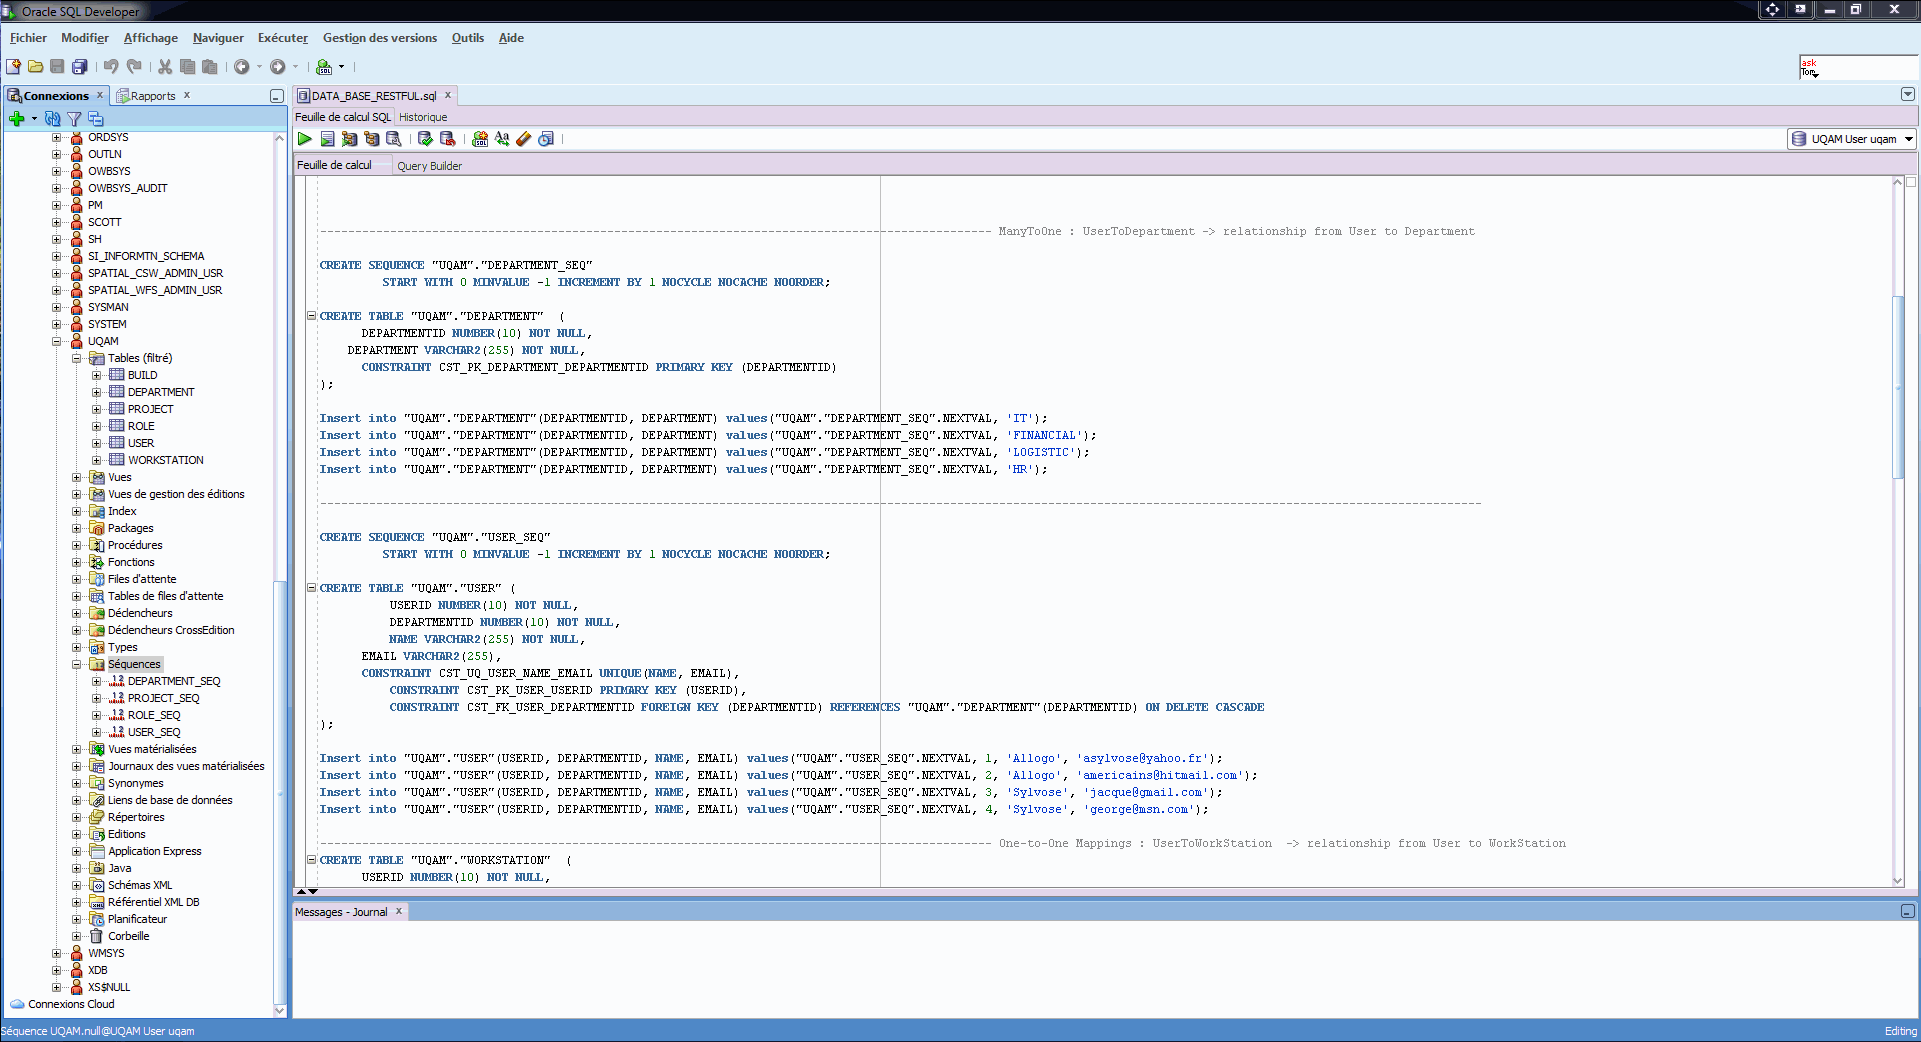 Oracle SQL Developer
Fichier Modifier Affichage Naviguer Exécuter Gestion des versions Outils Aide
ask
Tom
Connexions
Rapports
DATA_BASE_RESTFUL.sql
Feuille de calcul SQL Historique
UQAM User uqam
Feuille de calcul Query Builder
ORDSYS
OUTLN
OWBSYS
OWBSYS_AUDIT
PM
SCOTT
SH
SI_INFORMTN_SCHEMA
SPATIAL_CSW_ADMIN_USR
SPATIAL_WFS_ADMIN_USR
SYSMAN
SYSTEM
UQAM
Tables (filtré)
BUILD
DEPARTMENT
PROJECT
ROLE
USER
WORKSTATION
Vues
Vues de gestion des éditions
Index
Packages
Procédures
Fonctions
Files d'attente
Tables de files d'attente
Déclencheurs
Déclencheurs CrossEdition
Types
Séquences
DEPARTMENT_SEQ
PROJECT_SEQ
ROLE_SEQ
USER_SEQ
Vues matérialisées
Journaux des vues matérialisées
Synonymes
Liens de base de données
Répertoires
Editions
Application Express
Java
Schémas XML
Référentiel XML DB
Planificateur
Corbeille
WMSYS
XDB
XS$NULL
Connexions Cloud
------------------------------------------------------------------------------------------------ ManyToOne : UserToDepartment -> relationship from User to Department
CREATE SEQUENCE "UQAM"."DEPARTMENT_SEQ"
START WITH 0 MINVALUE -1 INCREMENT BY 1 NOCYCLE NOCACHE NOORDER;
CREATE TABLE "UQAM"."DEPARTMENT" (
DEPARTMENTID NUMBER(10) NOT NULL,
DEPARTMENT VARCHAR2(255) NOT NULL,
CONSTRAINT CST_PK_DEPARTMENT_DEPARTMENTID PRIMARY KEY (DEPARTMENTID)
);
Insert into "UQAM"."DEPARTMENT"(DEPARTMENTID, DEPARTMENT) values("UQAM"."DEPARTMENT_SEQ".NEXTVAL, 'IT');
Insert into "UQAM"."DEPARTMENT"(DEPARTMENTID, DEPARTMENT) values("UQAM"."DEPARTMENT_SEQ".NEXTVAL, 'FINANCIAL');
Insert into "UQAM"."DEPARTMENT"(DEPARTMENTID, DEPARTMENT) values("UQAM"."DEPARTMENT_SEQ".NEXTVAL, 'LOGISTIC');
Insert into "UQAM"."DEPARTMENT"(DEPARTMENTID, DEPARTMENT) values("UQAM"."DEPARTMENT_SEQ".NEXTVAL, 'HR');
----------------------------------------------------------------------------------------------------------------------------------------------------------------------
CREATE SEQUENCE "UQAM"."USER_SEQ"
START WITH 0 MINVALUE -1 INCREMENT BY 1 NOCYCLE NOCACHE NOORDER;
CREATE TABLE "UQAM"."USER" (
USERID NUMBER(10) NOT NULL,
DEPARTMENTID NUMBER(10) NOT NULL,
NAME VARCHAR2(255) NOT NULL,
EMAIL VARCHAR2(255),
CONSTRAINT CST_UQ_USER_NAME_EMAIL UNIQUE(NAME, EMAIL),
CONSTRAINT CST_PK_USER_USERID PRIMARY KEY (USERID),
CONSTRAINT CST_FK_USER_DEPARTMENTID FOREIGN KEY (DEPARTMENTID) REFERENCES "UQAM"."DEPARTMENT"(DEPARTMENTID) ON DELETE CASCADE
);
Insert into "UQAM"."USER"(USERID, DEPARTMENTID, NAME, EMAIL) values("UQAM"."USER_SEQ".NEXTVAL, 1, 'Allogo', 'asylvose@yahoo.fr');
Insert into "UQAM"."USER"(USERID, DEPARTMENTID, NAME, EMAIL) values("UQAM"."USER_SEQ".NEXTVAL, 2, 'Allogo', 'americains@hitmail.com');
Insert into "UQAM"."USER"(USERID, DEPARTMENTID, NAME, EMAIL) values("UQAM"."USER_SEQ".NEXTVAL, 3, 'Sylvose', 'jacque@gmail.com');
Insert into "UQAM"."USER"(USERID, DEPARTMENTID, NAME, EMAIL) values("UQAM"."USER_SEQ".NEXTVAL, 4, 'Sylvose', 'george@msn.com');
------------------------------------------------------------------------------------------------ One-to-One Mappings : UserToWorkStation -> relationship from User to WorkStation
CREATE TABLE "UQAM"."WORKSTATION" (
USERID NUMBER(10) NOT NULL,
Messages - Journal
Séquence UQAM.null@UQAM User uqam
Editing